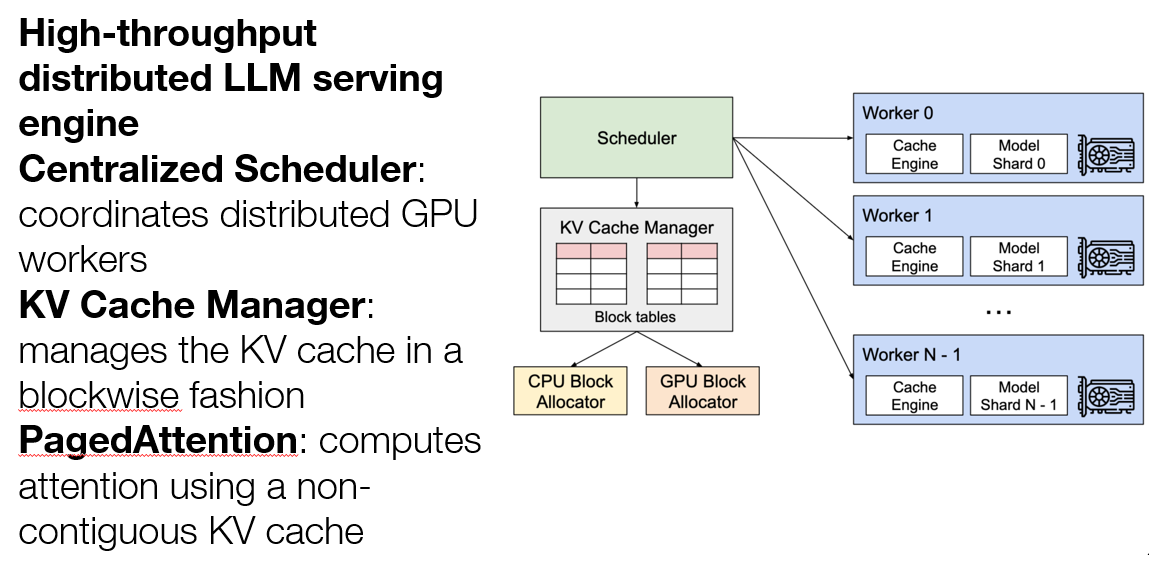 High-throughput
distributed LLM serving
engine
Centralized Scheduler:
coordinates distributed GPU
workers
KV Cache Manager:
manages the KV cache in a
blockwise fashion
PagedAttention: computes
attention using a non-
contiguous KV cache
Scheduler
KV Cache Manager
Block tables
CPU Block
Allocator
GPU Block
Allocator
Worker 0
Cache
Engine
Model
Shard 0
Worker 1
Cache
Engine
Model
Shard 1
...
Worker N - 1
Cache
Engine
Model
Shard N - 1